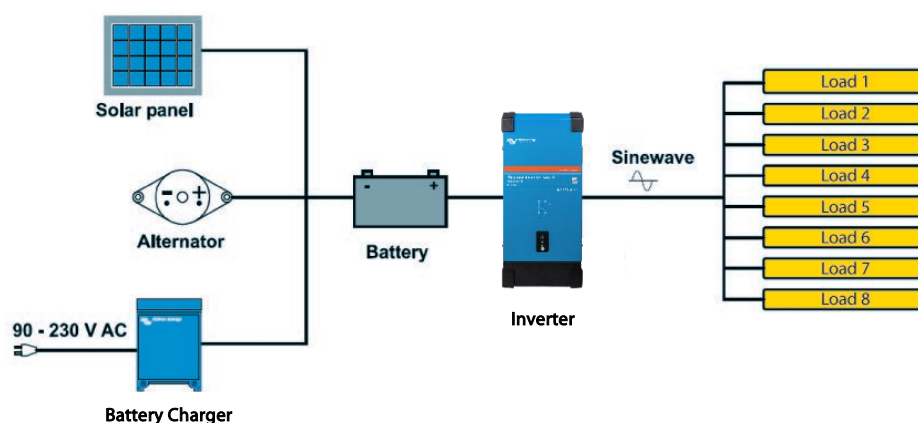 Solar panel
Alternator
90 - 230 V AC
Battery Charger
-
+
-
+
Battery
Inverter
Sinewave
Load 1
Load 2
Load 3
Load 4
Load 5
Load 6
Load 7
Load 8